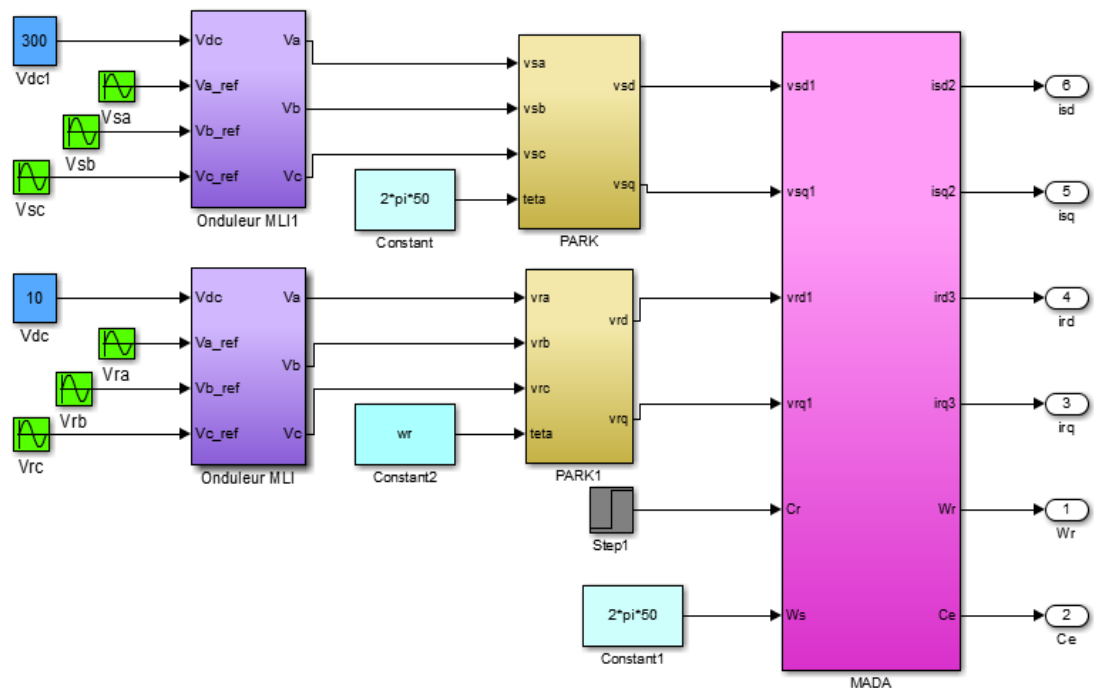 300
Vdc1
Vsa
Vsb
Vsc
Vdc
Va_ref
Vb_ref
Vc_ref
Va
Vb
Vc
Onduleur MLI1
2*pi*50
Constant
vsa
vsb
vsc
teta
vsd
vsq
PARK
10
Vdc
Vra
Vrb
Vrc
Vdc
Va_ref
Vb_ref
Vc_ref
Va
Vb
Vc
Onduleur MLI
wr
Constant2
vra
vrb
vrc
teta
vrd
vrq
PARK1
Step1
2*pi*50
Constant1
vsd1
vsq1
vrd1
vrq1
Cr
Ws
isd2
isq2
ird3
irq3
Wr
Ce
MADA
6
isd
5
isq
4
ird
3
irq
1
Wr
2
Ce